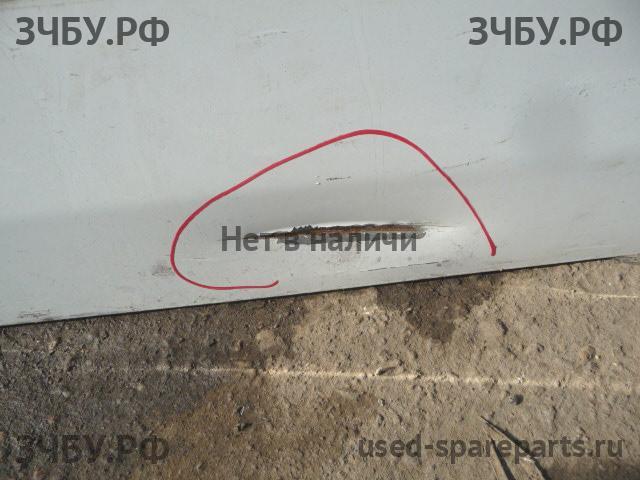 ЗЧБУ.РФ ЗЧБУ.РФ
Нет в наличи
ЗЧБУ.РФ used-spareparts.ru